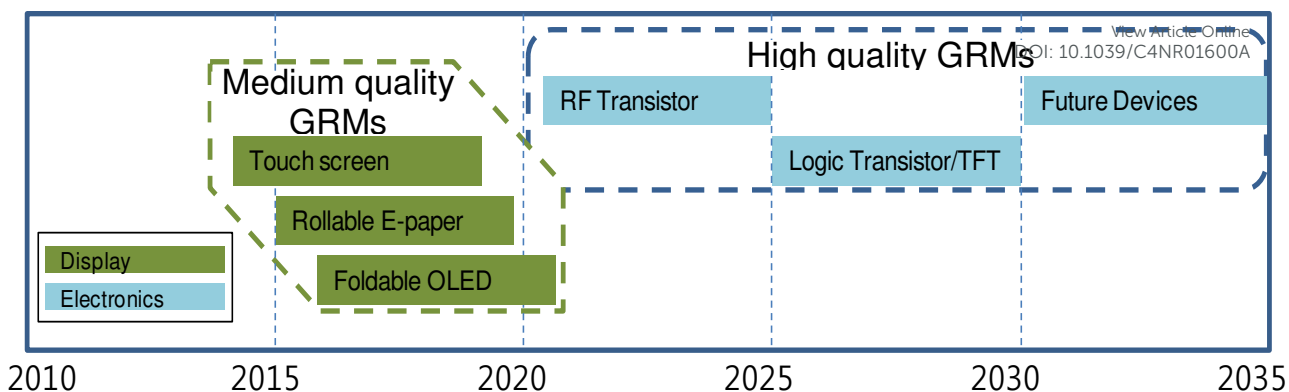 View Article Online
DOI: 10.1039/C4NR01600A
High quality GRMs
Medium quality
GRMs
RF Transistor
Future Devices
Touch screen
Logic Transistor/TFT
Rollable E-paper
Foldable OLED
Display
Electronics
2010 2015 2020 2025 2030 2035